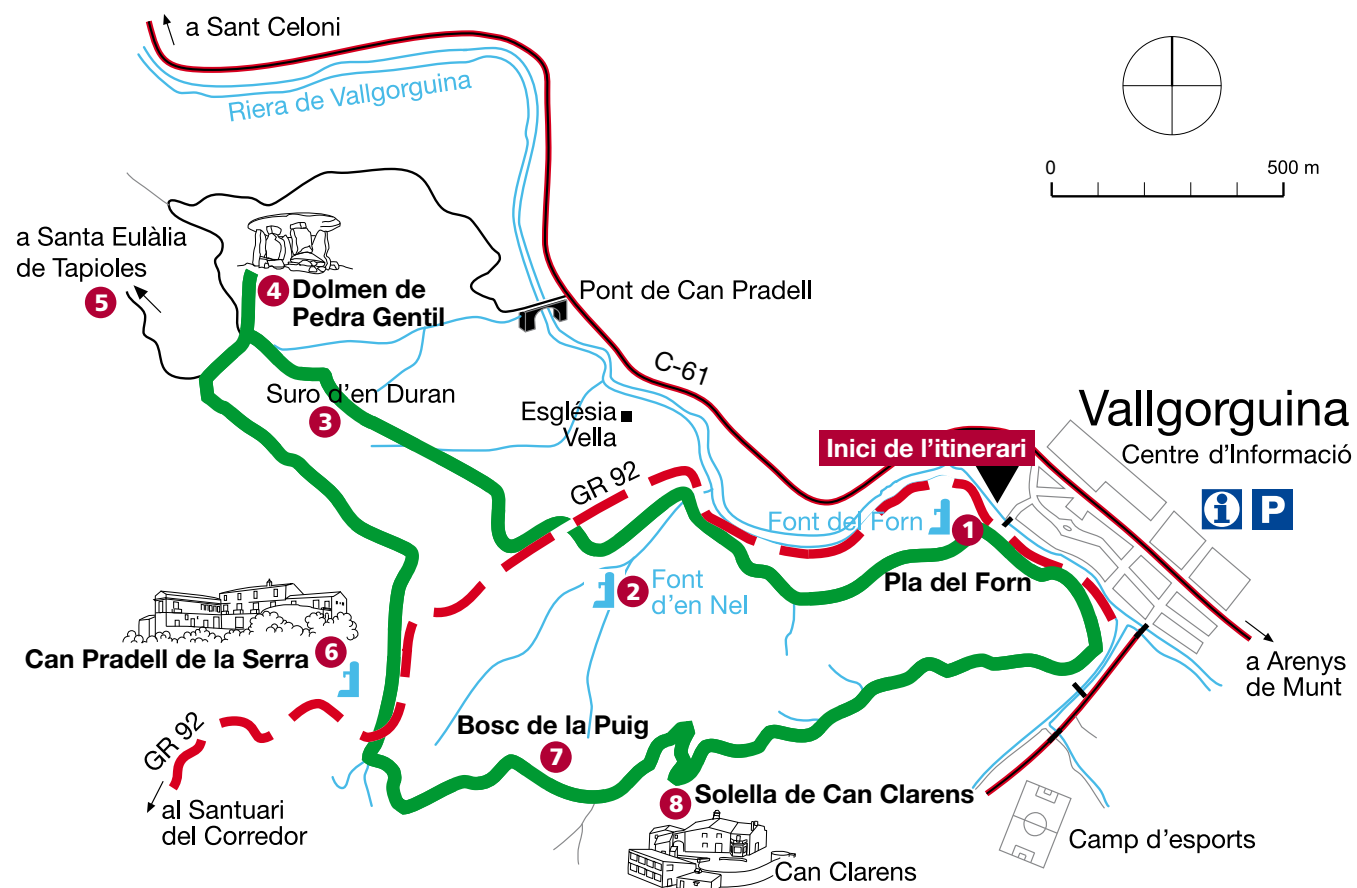 a Sant Celoni
Riera de Vallgorguina
0 500 m
a Santa Eulàlia
de Tapioles
5
4 Dolmen de
Pedra Gentil
Pont de Can Pradell
C-61
Suro d'en Duran
3
Església
Vella
Vallgorguina
Centre d'Informació
i P
Inici de l'itinerari
GR 92
Font del Forn
1
Pla del Forn
2 Font
d'en Nel
Can Pradell de la Serra 6
a Arenys
de Munt
GR 92
Bosc de la Puig
7
al Santuari
del Corredor
8 Solella de Can Clarens
Can Clarens
Camp d'esports